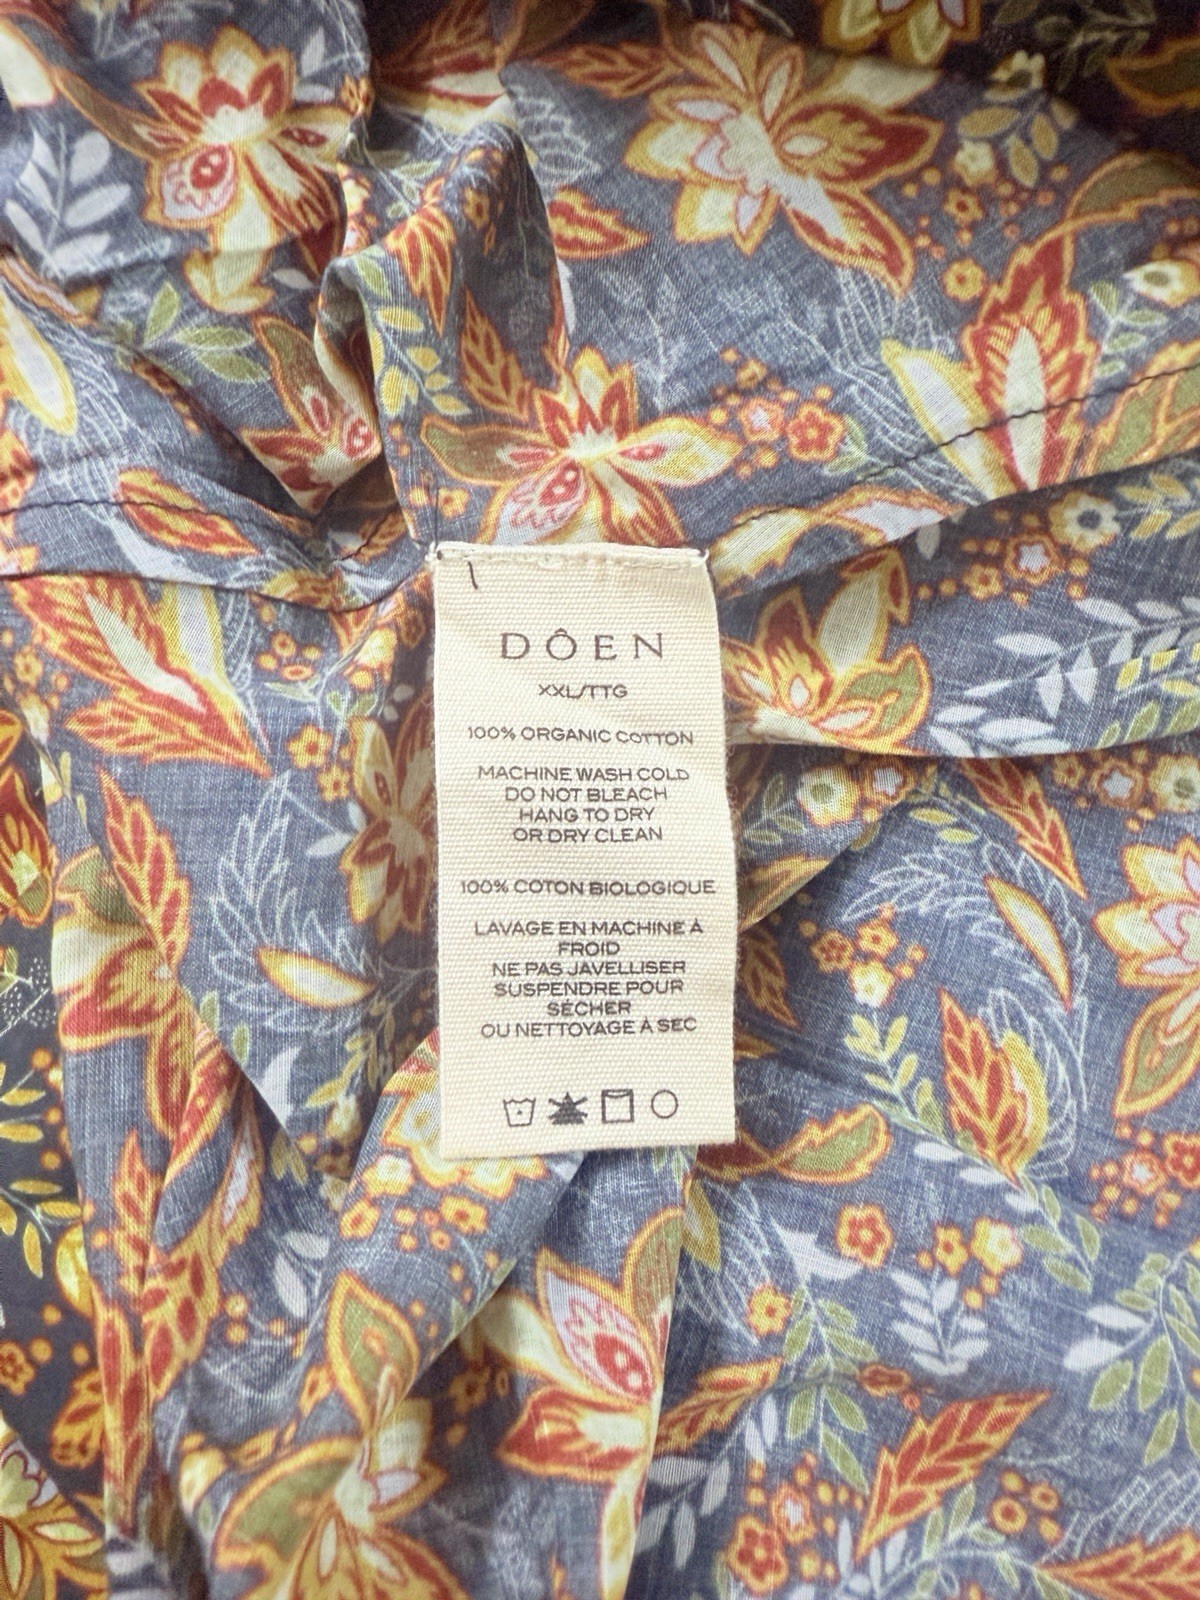 DÔEN
XXL/TTG
100% ORGANIC COTTON
MACHINE WASH COLD
DO NOT BLEACH
HANG TO DRY
OR DRY CLEAN
100% COTON BIOLOGIQUE
LAVAGE EN MACHINE À
FROID
NE PAS JAVELLISER
SUSPENDRE POUR
SÉCHER
OU NETTOYAGE À SEC